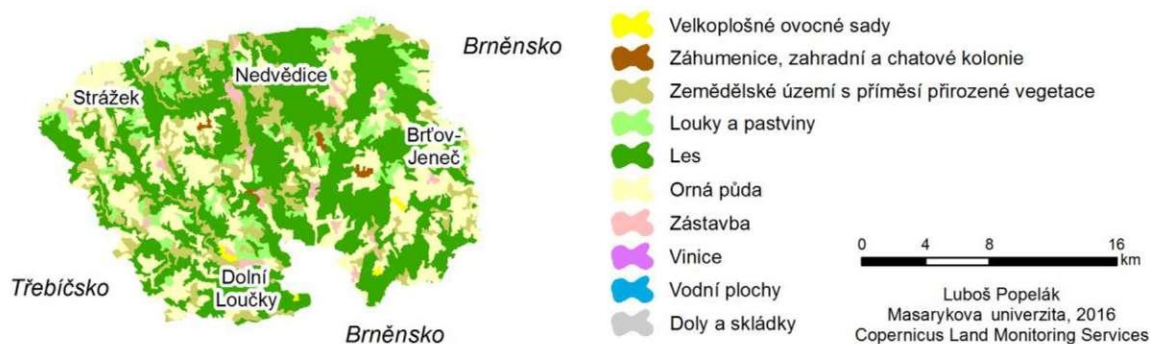 Brněnsko
Nedvědice
Strážek
Brťov-
Jeneč
Třebíčsko
Dolní
Loučky
Brněnsko
Velkoplošné ovocné sady
Záhumenice, zahradní a chatové kolonie
Zemědělské území s příměsí přirozené vegetace
Louky a pastviny
Les
Orná půda
Zástavba
Vinice
Vodní plochy
Doly a skládky
0 4 8 16
km
Luboš Popelák
Masarykova univerzita, 2016
Copernicus Land Monitoring Services